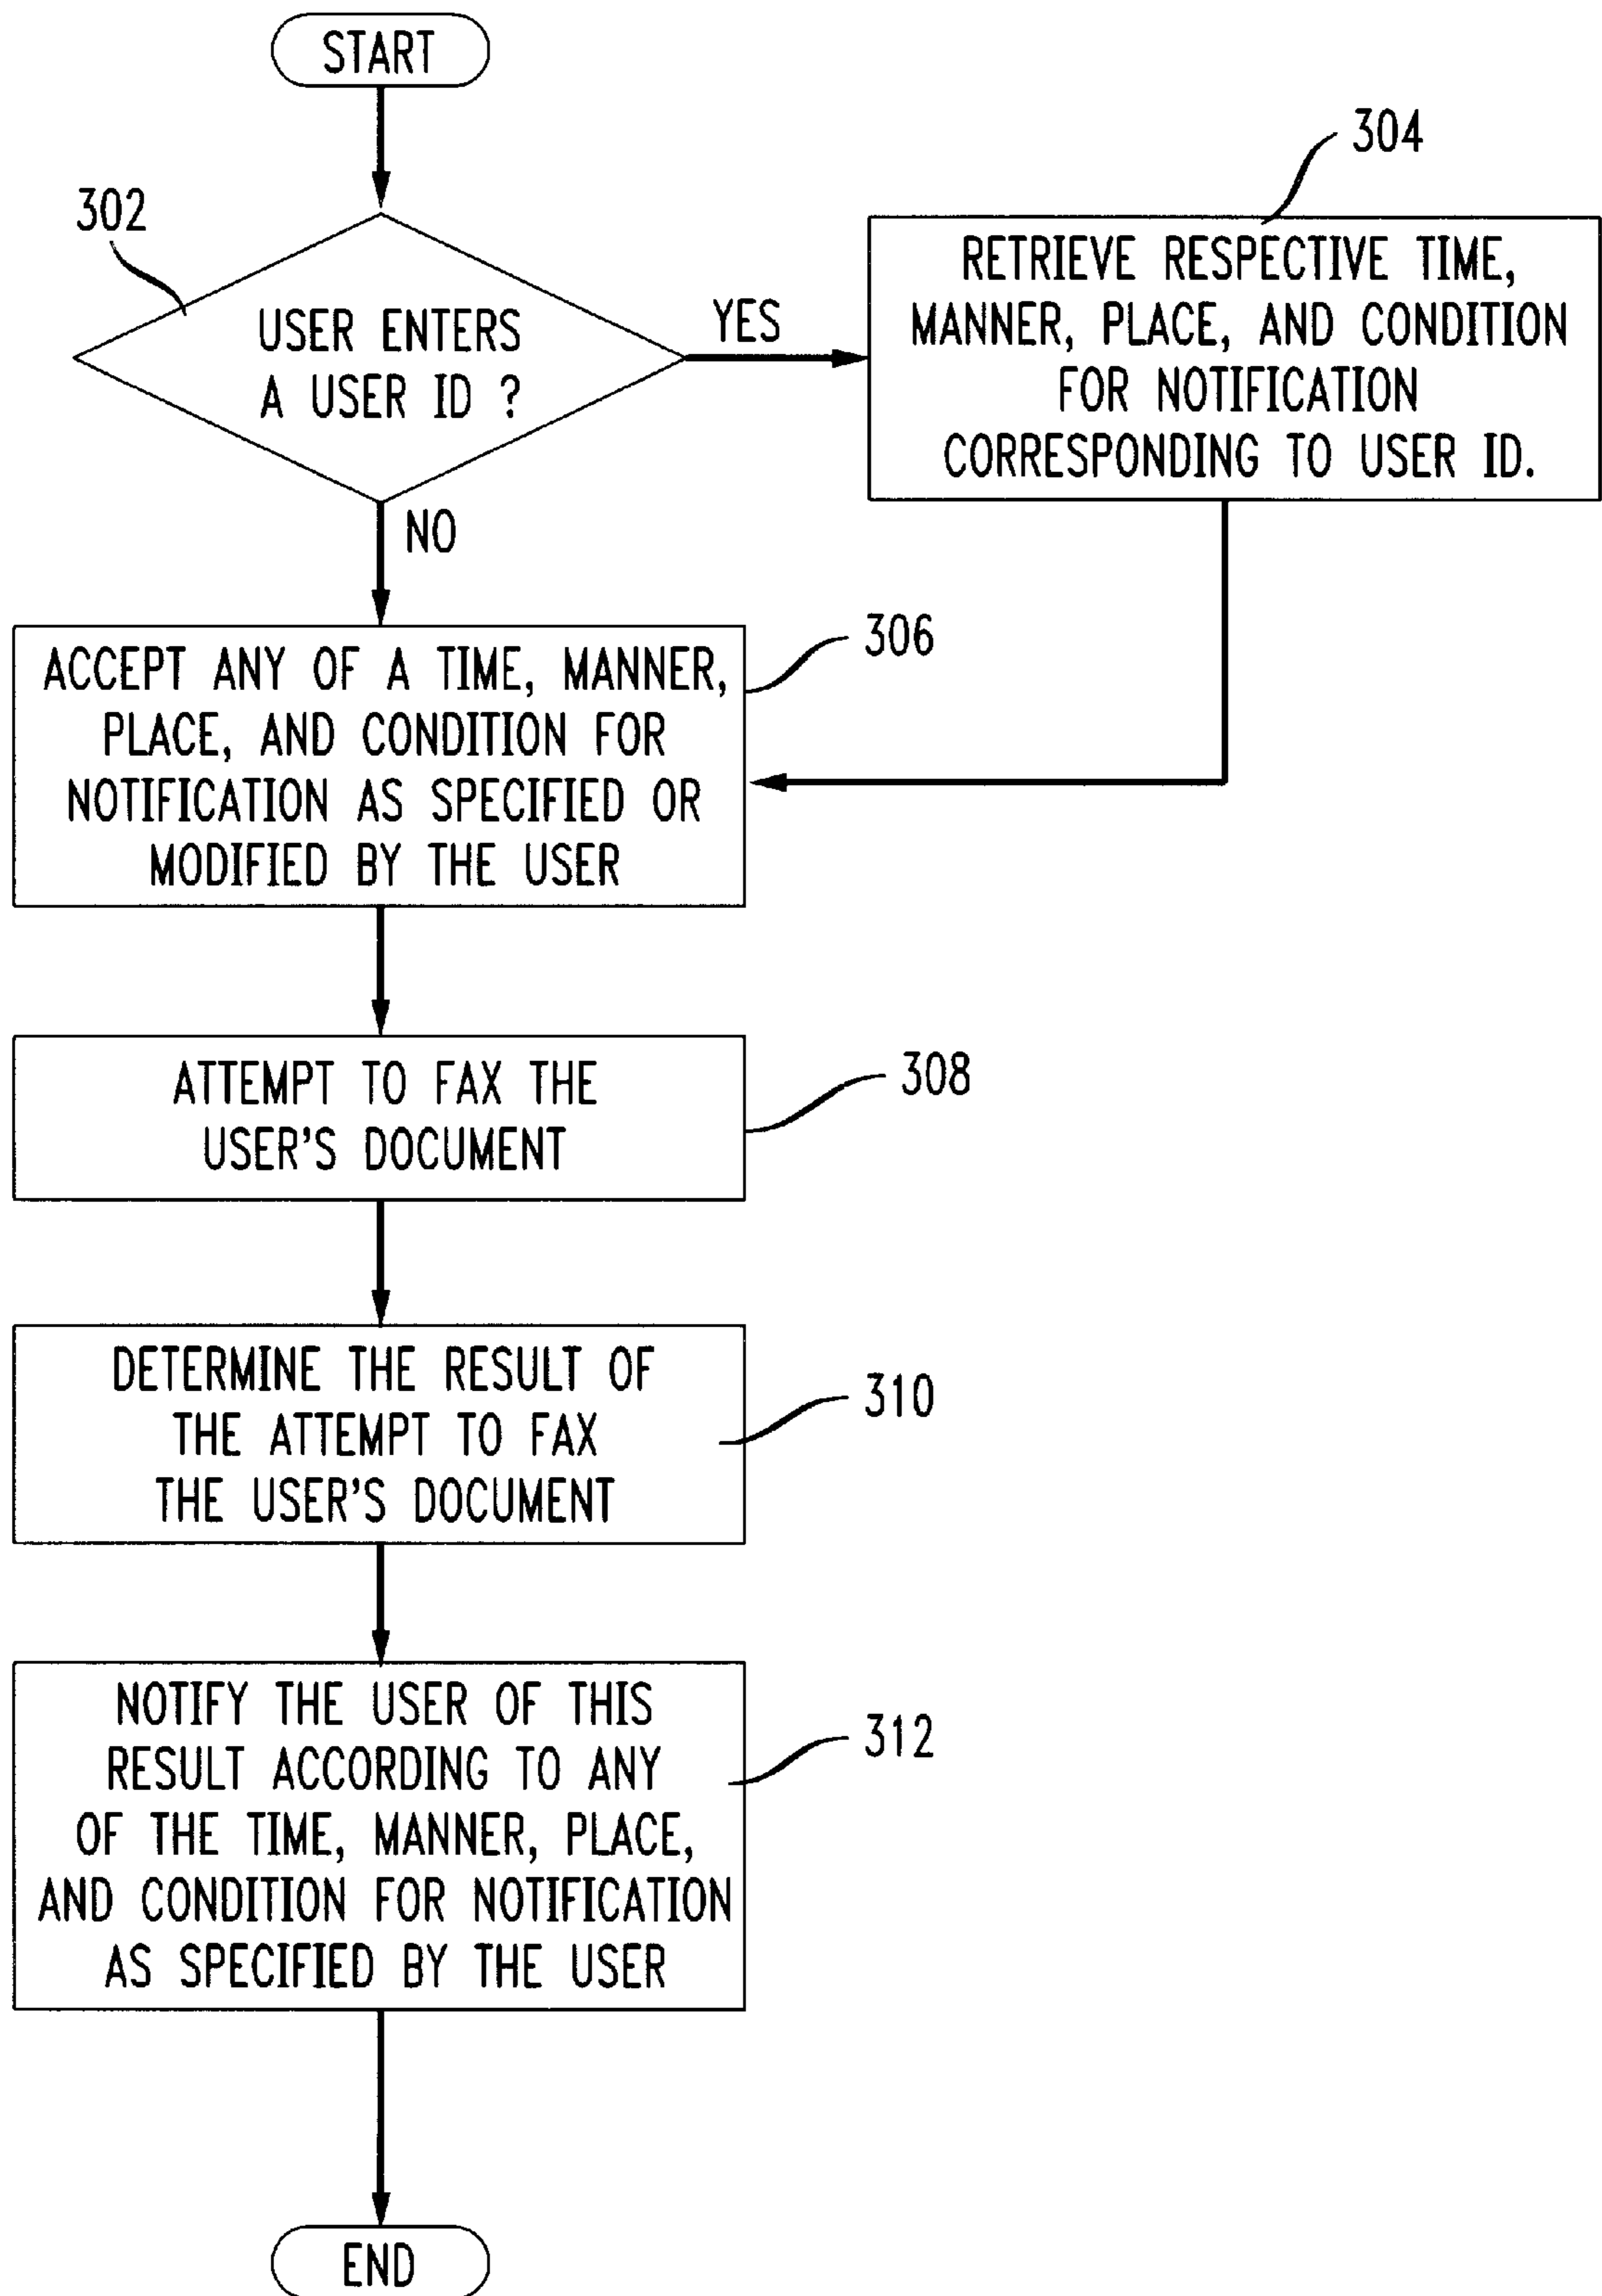 START
302
USER ENTERS
A USER ID ?
YES
NO
304
RETRIEVE RESPECTIVE TIME,
MANNER, PLACE, AND CONDITION
FOR NOTIFICATION
CORRESPONDING TO USER ID.
306
ACCEPT ANY OF A TIME, MANNER,
PLACE, AND CONDITION FOR
NOTIFICATION AS SPECIFIED OR
MODIFIED BY THE USER
308
ATTEMPT TO FAX THE
USER'S DOCUMENT
310
DETERMINE THE RESULT OF
THE ATTEMPT TO FAX
THE USER'S DOCUMENT
312
NOTIFY THE USER OF THIS
RESULT ACCORDING TO ANY
OF THE TIME, MANNER, PLACE,
AND CONDITION FOR NOTIFICATION
AS SPECIFIED BY THE USER
END